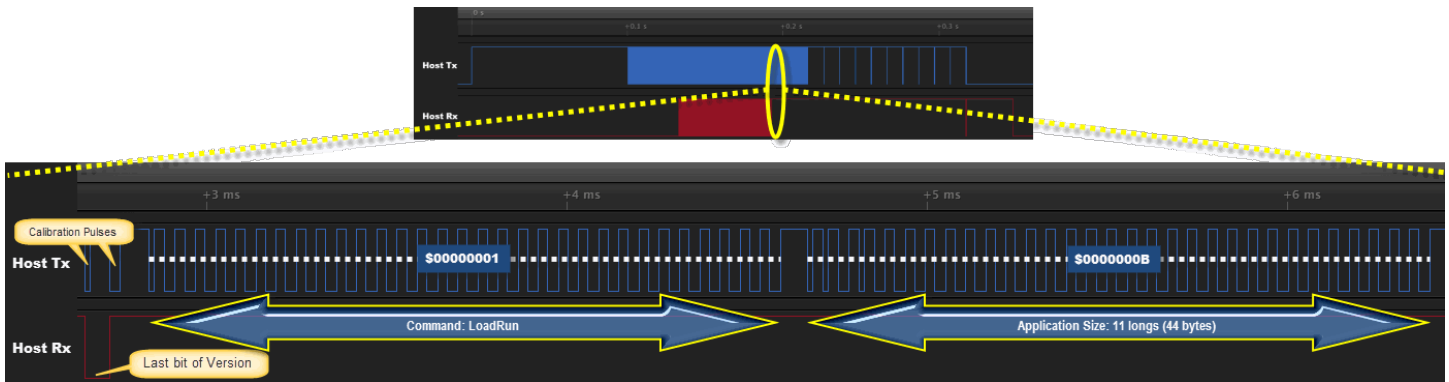 0 s
+0.1 s
+0.2 s
+0.3 s
Host Tx
Host Rx
+3 ms
+4 ms
+5 ms
+6 ms
Calibration Pulses
Host Tx
$00000001
$0000000B
Command: LoadRun
Application Size: 11 longs (44 bytes)
Host Rx
Last bit of Version